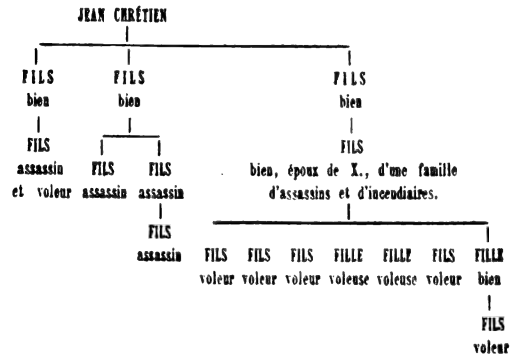 JEAN CHRÉTIEN
FILS FILS FILS
bien bien bien
FILS FILS FILS FILS
assassin assassin assassin bien, époux de X., d'une famille
et voleur d'assassins et d'incendiaires.
FILS
assassin
FILS FILS FILS FILLE FILLE FILS FILLE
voleur voleur voleur voleuse voleuse voleur bien
FILS
voleur